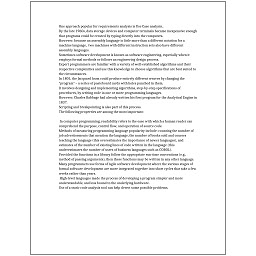 One approach popular for requirements analysis is Use Case analysis.
By the late 1960s, data storage devices and computer terminals became inexpensive enough
that programs could be created by typing directly into the computers.
However, because an assembly language is little more than a different notation for a
machine language, two machines with different instruction sets also have different
assembly languages.
Sometimes software development is known as software engineering, especially when it
employs formal methods or follows an engineering design process.
Expert programmers are familiar with a variety of well-established algorithms and their
respective complexities and use this knowledge to choose algorithms that are best suited to
the circumstances.
In 1801, the Jacquard loom could produce entirely different weaves by changing the
"program" – a series of pasteboard cards with holes punched in them.
It involves designing and implementing algorithms, step-by-step specifications of
procedures, by writing code in one or more programming languages.
However, Charles Babbage had already written his first program for the Analytical Engine in
1837.
Scripting and breakpointing is also part of this process.
The following properties are among the most important:

In computer programming, readability refers to the ease with which a human reader can
comprehend the purpose, control flow, and operation of source code.
Methods of measuring programming language popularity include: counting the number of
job advertisements that mention the language, the number of books sold and courses
teaching the language (this overestimates the importance of newer languages), and
estimates of the number of existing lines of code written in the language (this
underestimates the number of users of business languages such as COBOL).
Provided the functions in a library follow the appropriate run-time conventions (e.g.,
method of passing arguments), then these functions may be written in any other language.
Many programmers use forms of Agile software development where the various stages of
formal software development are more integrated together into short cycles that take a few
weeks rather than years.
High-level languages made the process of developing a program simpler and more
understandable, and less bound to the underlying hardware.
Use of a static code analysis tool can help detect some possible problems.